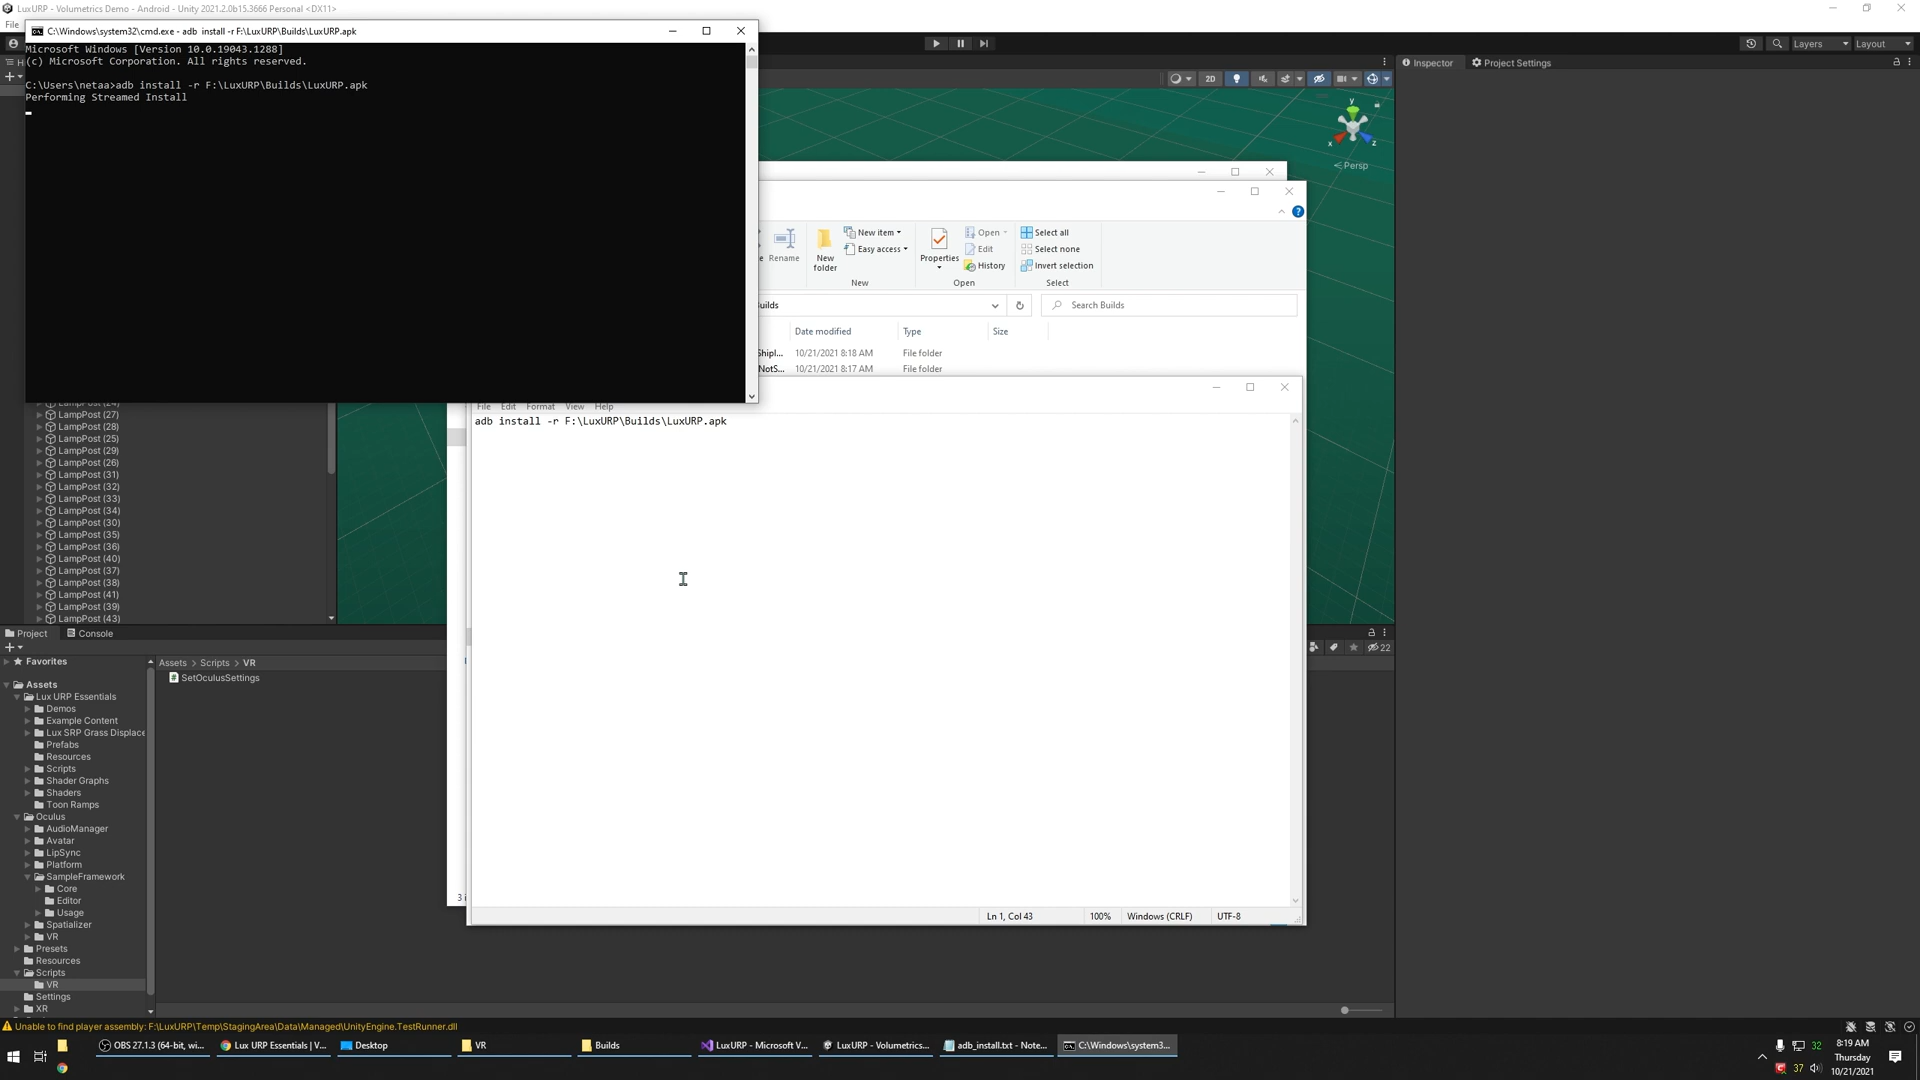 LuxURP - Volumetrics Demo - Android - Unity 2021.2.0b15.3666 Personal <DX11>
File
C:\Windows\system32\cmd.exe - adb install -r F:\LuxURP\Builds\LuxURP.apk
Microsoft Windows [Version 10.0.19043.1288]
(c) Microsoft Corporation. All rights reserved.
C:\Users\netaa>adb install -r F:\LuxURP\Builds\LuxURP.apk
Performing Streamed Install
Layers
Layout
Inspector
Project Settings
2D
y
x
z
Persp
Rename
New folder
New item
Easy access
New
Properties
Open
Edit
History
Open
Select all
Select none
Invert selection
Select
Search Builds
Date modified
Type
Size
10/21/2021 8:18 AM
File folder
10/21/2021 8:17 AM
File folder
File Edit Format View Help
adb install -r F:\LuxURP\Builds\LuxURP.apk
LampPost (24)
LampPost (27)
LampPost (28)
LampPost (25)
LampPost (29)
LampPost (26)
LampPost (31)
LampPost (32)
LampPost (33)
LampPost (34)
LampPost (30)
LampPost (35)
LampPost (36)
LampPost (40)
LampPost (37)
LampPost (38)
LampPost (41)
LampPost (39)
LampPost (43)
Project
Console
22
Favorites
Assets > Scripts > VR
SetOculusSettings
Assets
Lux URP Essentials
Demos
Example Content
Lux SRP Grass Displace
Prefabs
Resources
Scripts
Shader Graphs
Shaders
Toon Ramps
Oculus
AudioManager
Avatar
LipSync
Platform
SampleFramework
Core
Editor
Usage
Spatializer
VR
Presets
Resources
Scripts
VR
Settings
XR
Ln 1, Col 43
100%
Windows (CRLF)
UTF-8
Unable to find player assembly: F:\LuxURP\Temp\StagingArea\Data\Managed\UnityEngine.TestRunner.dll
OBS 27.1.3 (64-bit, wi...
Lux URP Essentials | V...
Desktop
VR
Builds
LuxURP - Microsoft V...
LuxURP - Volumetrics...
adb_install.txt - Note...
C:\Windows\system3...
32
37
8:19 AM
Thursday
10/21/2021